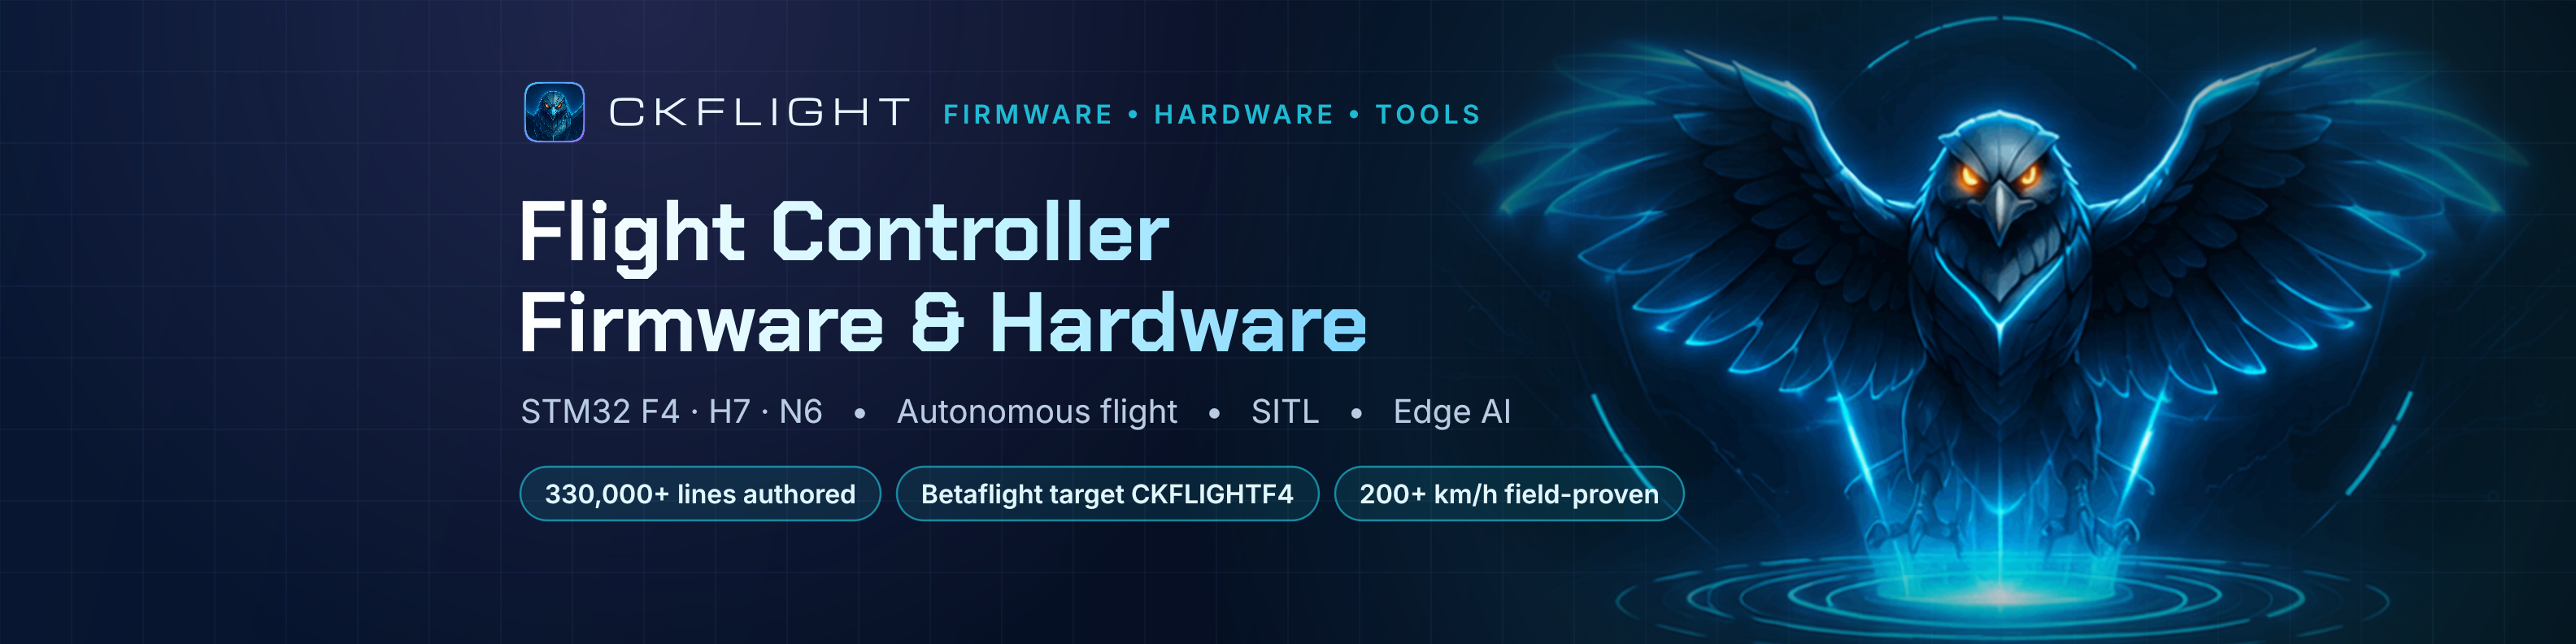 CKFLIGHT FIRMWARE • HARDWARE • TOOLS
Flight Controller
Firmware & Hardware
STM32 F4 · H7 · N6 • Autonomous flight • SITL • Edge AI
330,000+ lines authored Betaflight target CKFLIGHTF4 200+ km/h field-proven